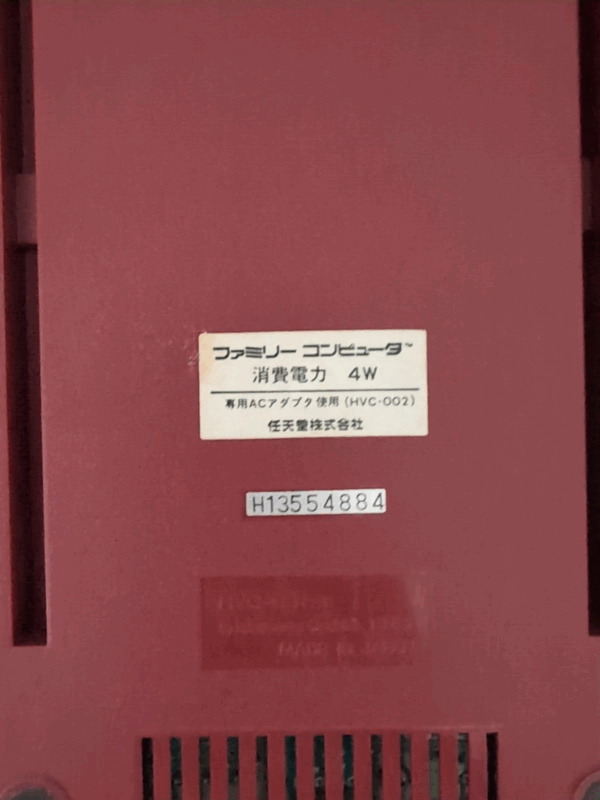 ファミリー コンピュータ™
消費電力 4W
専用ACアダプタ使用(HVC-002)
任天堂株式会社
H13554884